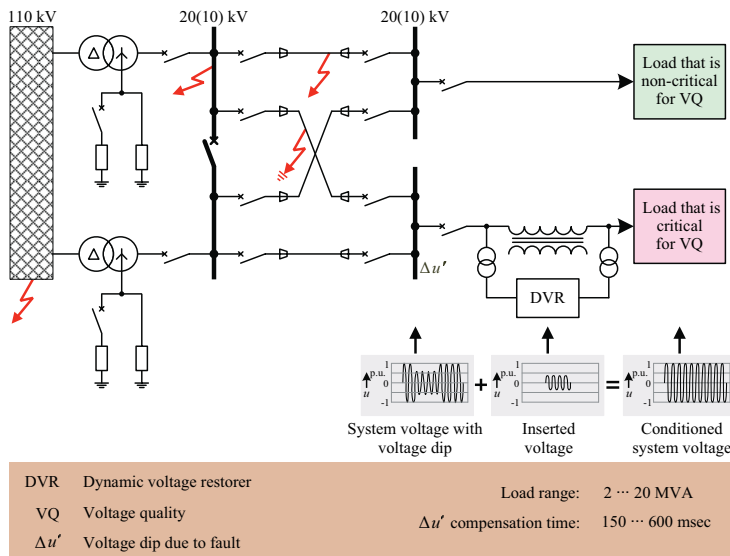 110 kV
20(10) kV
20(10) kV
Δ
Δ
Load that is
non-critical
for VQ
Load that is
critical
for VQ
Δu′
DVR
1
p.u.
0
u
-1
+
1
p.u.
0
u
-1
=
1
p.u.
0
u
-1
System voltage with
voltage dip
Inserted
voltage
Conditioned
system voltage
DVR Dynamic voltage restorer
VQ Voltage quality
Δu′ Voltage dip due to fault
Load range: 2 ··· 20 MVA
Δu′ compensation time: 150 ··· 600 msec